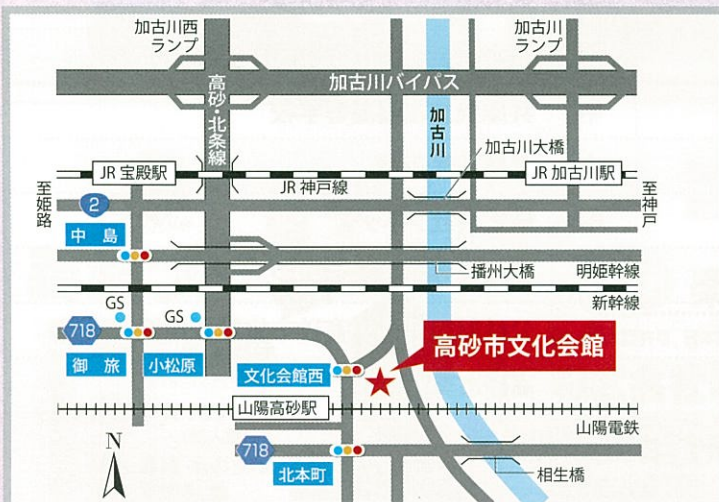 加古川西
ランプ
加古川
ランプ
高砂・北条線
加古川バイパス
加古川
加古川大橋
JR 宝殿駅
JR 神戸線
JR 加古川駅
至姫路
至神戸
2
中島
播州大橋
明姫幹線
新幹線
GS
GS
718
御旅
小松原
高砂市文化会館
文化会館西
山陽高砂駅
山陽電鉄
N
718
北本町
相生橋